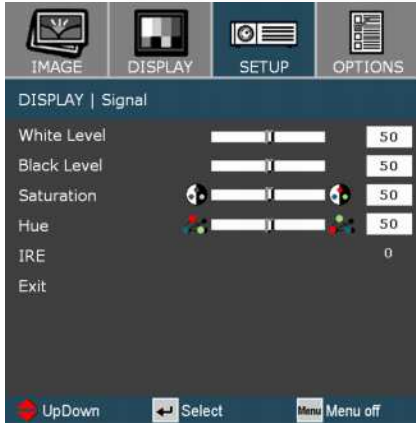 IMAGE DISPLAY SETUP OPTIONS
DISPLAY | Signal
White Level 50
Black Level 50
Saturation 50
Hue 50
IRE 0
Exit
UpDown Select Menu Menu off